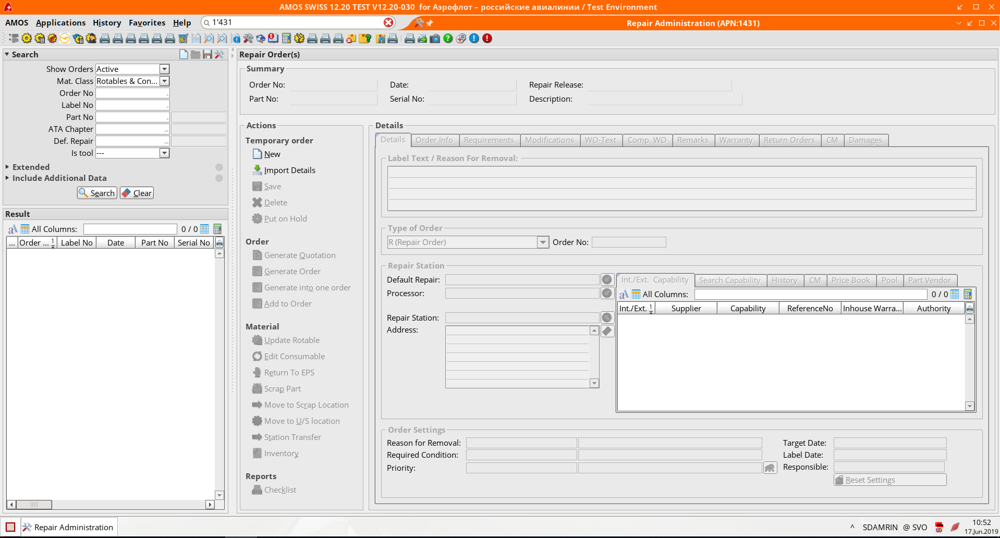 AMOS SWISS 12.20 TEST V12.20-030 for Аэрофлот – российские авиалинии / Test Environment
AMOS Applications History Favorites Help 1'431
Repair Administration (APN:1431)
Search
Show Orders Active
Mat. Class Rotables & Con...
Order No
Label No
Part No
ATA Chapter
Def. Repair
Is tool ---
Extended
Include Additional Data
Search Clear
Result
All Columns: 0 / 0
... Order ... 1 Label No Date Part No Serial No
Repair Order(s)
Summary
Order No: Date: Repair Release:
Part No: Serial No: Description:
Actions
Temporary order
New
Import Details
Save
Delete
Put on Hold
Order
Generate Quotation
Generate Order
Generate into one order
Add to Order
Material
Update Rotable
Edit Consumable
Return To EPS
Scrap Part
Move to Scrap Location
Move to U/S location
Station Transfer
Inventory
Reports
Checklist
Details
Details Order Info Requirements Modifications WO-Text Comp. WO Remarks Warranty Return Orders CM Damages
Label Text / Reason For Removal:
Type of Order
R (Repair Order) Order No:
Repair Station
Default Repair:
Processor:
Repair Station:
Address:
Int./Ext. Capability Search Capability History CM Price Book Pool Part Vendor
All Columns: 0 / 0
Int./Ext. 1 Supplier Capability ReferenceNo Inhouse Warra... Authority
Order Settings
Reason for Removal: Target Date:
Required Condition: Label Date:
Priority: Responsible:
Reset Settings
Repair Administration
^ SDAMRIN @ SVO
10:52
17.Jun.2019